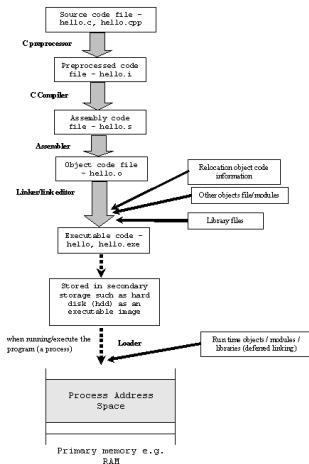 Source code file -
hello.c, hello.cpp
C preprocessor
Preprocessed code
file - hello.i
C Compiler
Assembly code
file - hello.s
Assembler
Object code file
- hello.o
Linker/link editor
Relocation object code
information
Other objects file/modules
Library files
Executable code -
hello, hello.exe
Stored in secondary
storage such as hard
disk (hdd) as an
executable image
when running/execute the
program (a process)
Loader
Run time objects / modules /
libraries (deferred linking)
Process Address
Space
Primary memory e.g.
RAM